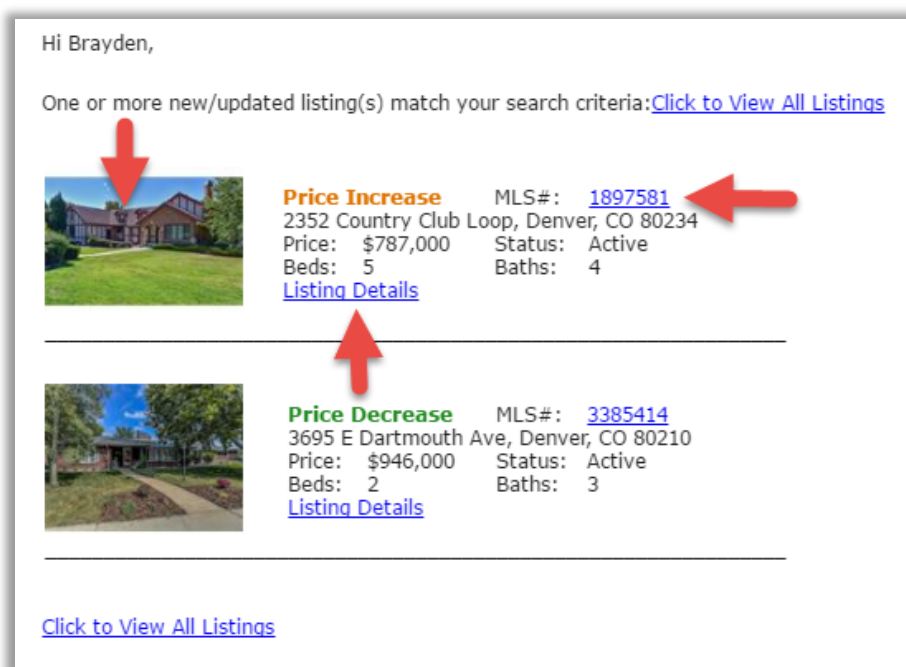 Hi Brayden,
One or more new/updated listing(s) match your search criteria:Click to View All Listings
Price Increase MLS#: 1897581
2352 Country Club Loop, Denver, CO 80234
Price: $787,000 Status: Active
Beds: 5 Baths: 4
Listing Details
Price Decrease MLS#: 3385414
3695 E Dartmouth Ave, Denver, CO 80210
Price: $946,000 Status: Active
Beds: 2 Baths: 3
Listing Details
Click to View All Listings